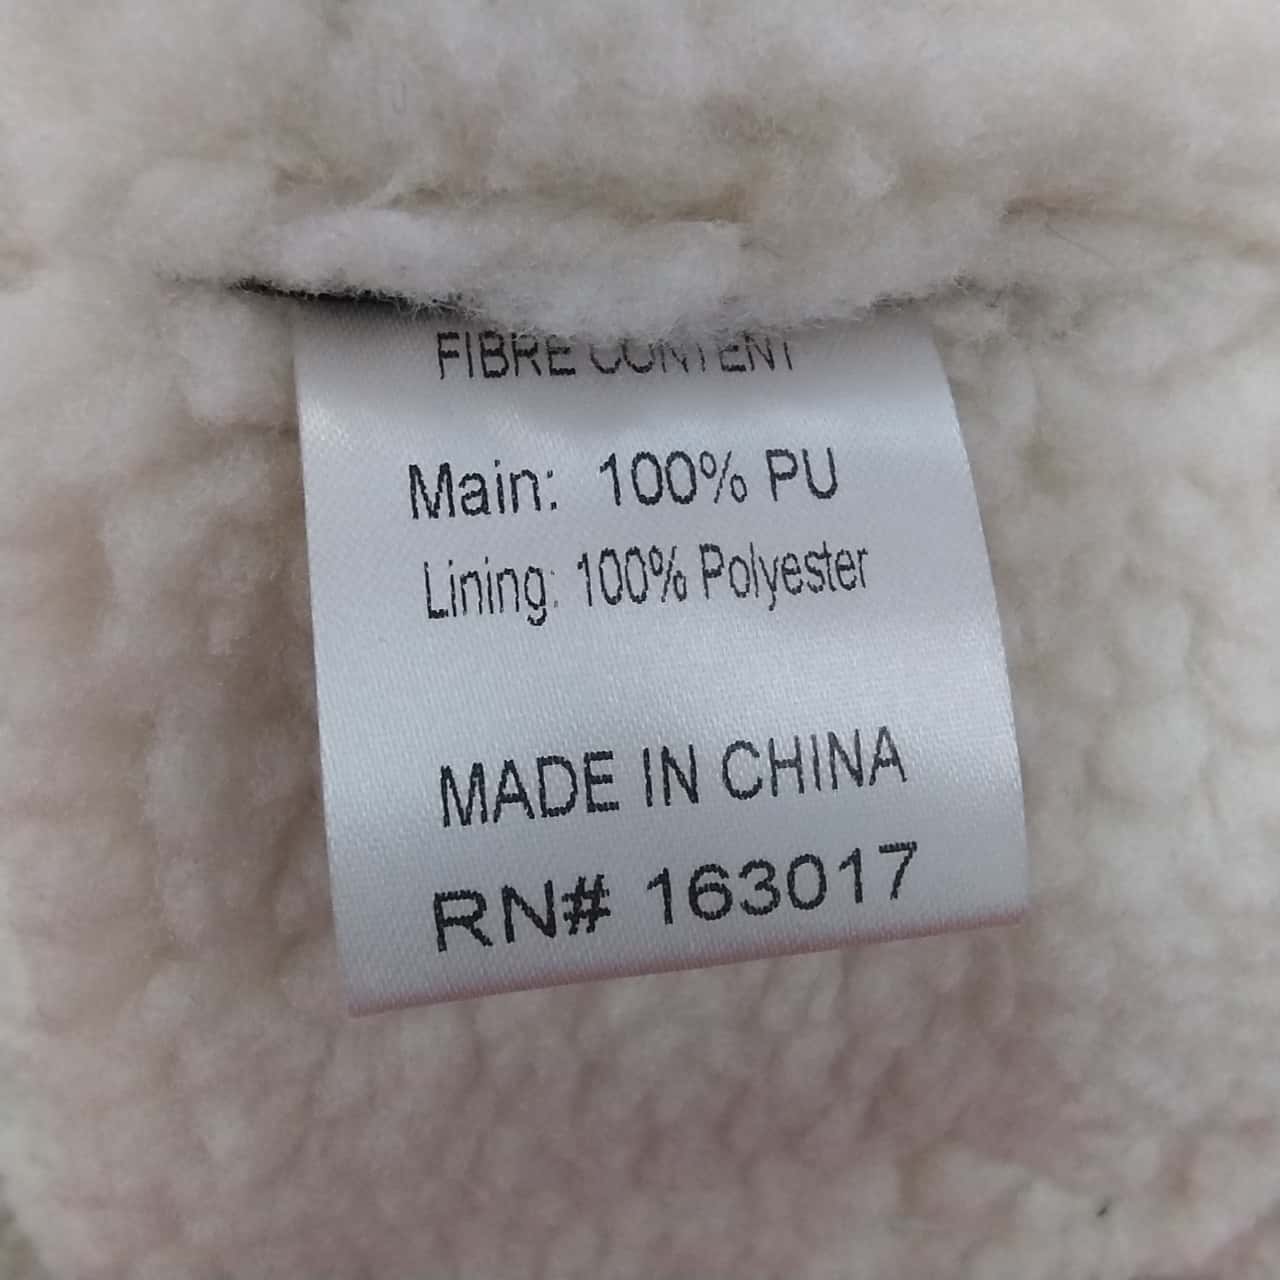 FIBRE CONTENT
Main: 100% PU
Lining: 100% Polyester
MADE IN CHINA
RN# 163017